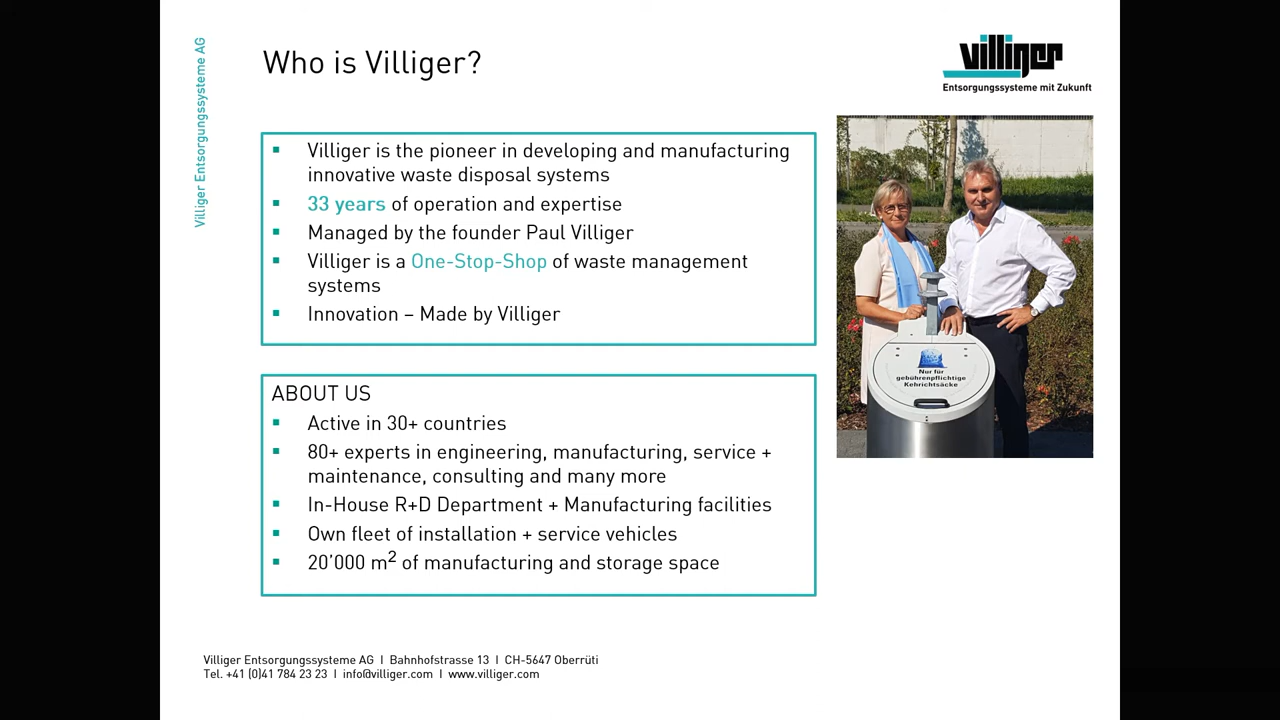 Villiger Entsorgungssysteme AG
Who is Villiger?
villiger
Entsorgungssysteme mit Zukunft
▪ Villiger is the pioneer in developing and manufacturing
innovative waste disposal systems
▪ 33 years of operation and expertise
▪ Managed by the founder Paul Villiger
▪ Villiger is a One-Stop-Shop of waste management
systems
▪ Innovation – Made by Villiger
Nur für
gebührenpflichtige
Kehrichtsäcke
ABOUT US
▪ Active in 30+ countries
▪ 80+ experts in engineering, manufacturing, service +
maintenance, consulting and many more
▪ In-House R+D Department + Manufacturing facilities
▪ Own fleet of installation + service vehicles
▪ 20’000 m² of manufacturing and storage space
Villiger Entsorgungssysteme AG I Bahnhofstrasse 13 I CH-5647 Oberrüti
Tel. +41 (0)41 784 23 23 I info@villiger.com I www.villiger.com